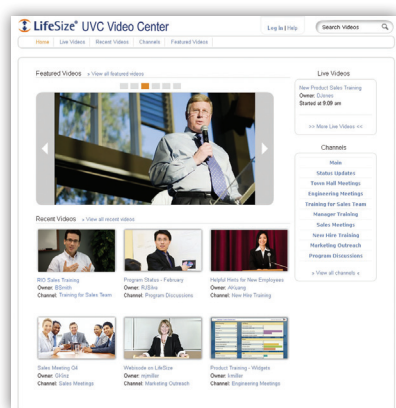 LifeSize® UVC Video Center
Log In | Help
Search Videos
Home
Live Videos
Recent Videos
Channels
Featured Videos
Featured Videos » View all featured videos
Live Videos
New Product Sales Training
Owner: DJones
Started at 9:09 am
>> More Live Videos <<
Channels
Main
Status Updates
Town Hall Meetings
Engineering Meetings
Training for Sales Team
Manager Training
Sales Meetings
New Hire Training
Marketing Outreach
Program Discussions
» View all channels «
Recent Videos » View all recent videos
RIO Sales Training
Owner: BSmith
Channel: Training for Sales Team
Program Status - February
Owner: RJSilva
Channel: Program Discussions
Helpful Hints for New Employees
Owner: AHuang
Channel: New Hire Training
Sales Meeting Q4
Owner: GKinz
Channel: Sales Meetings
Webinode on LifeSize
Owner: mjmiller
Channel: Marketing Outreach
Product Training - Widgets
Owner: kmiller
Channel: Engineering Meetings